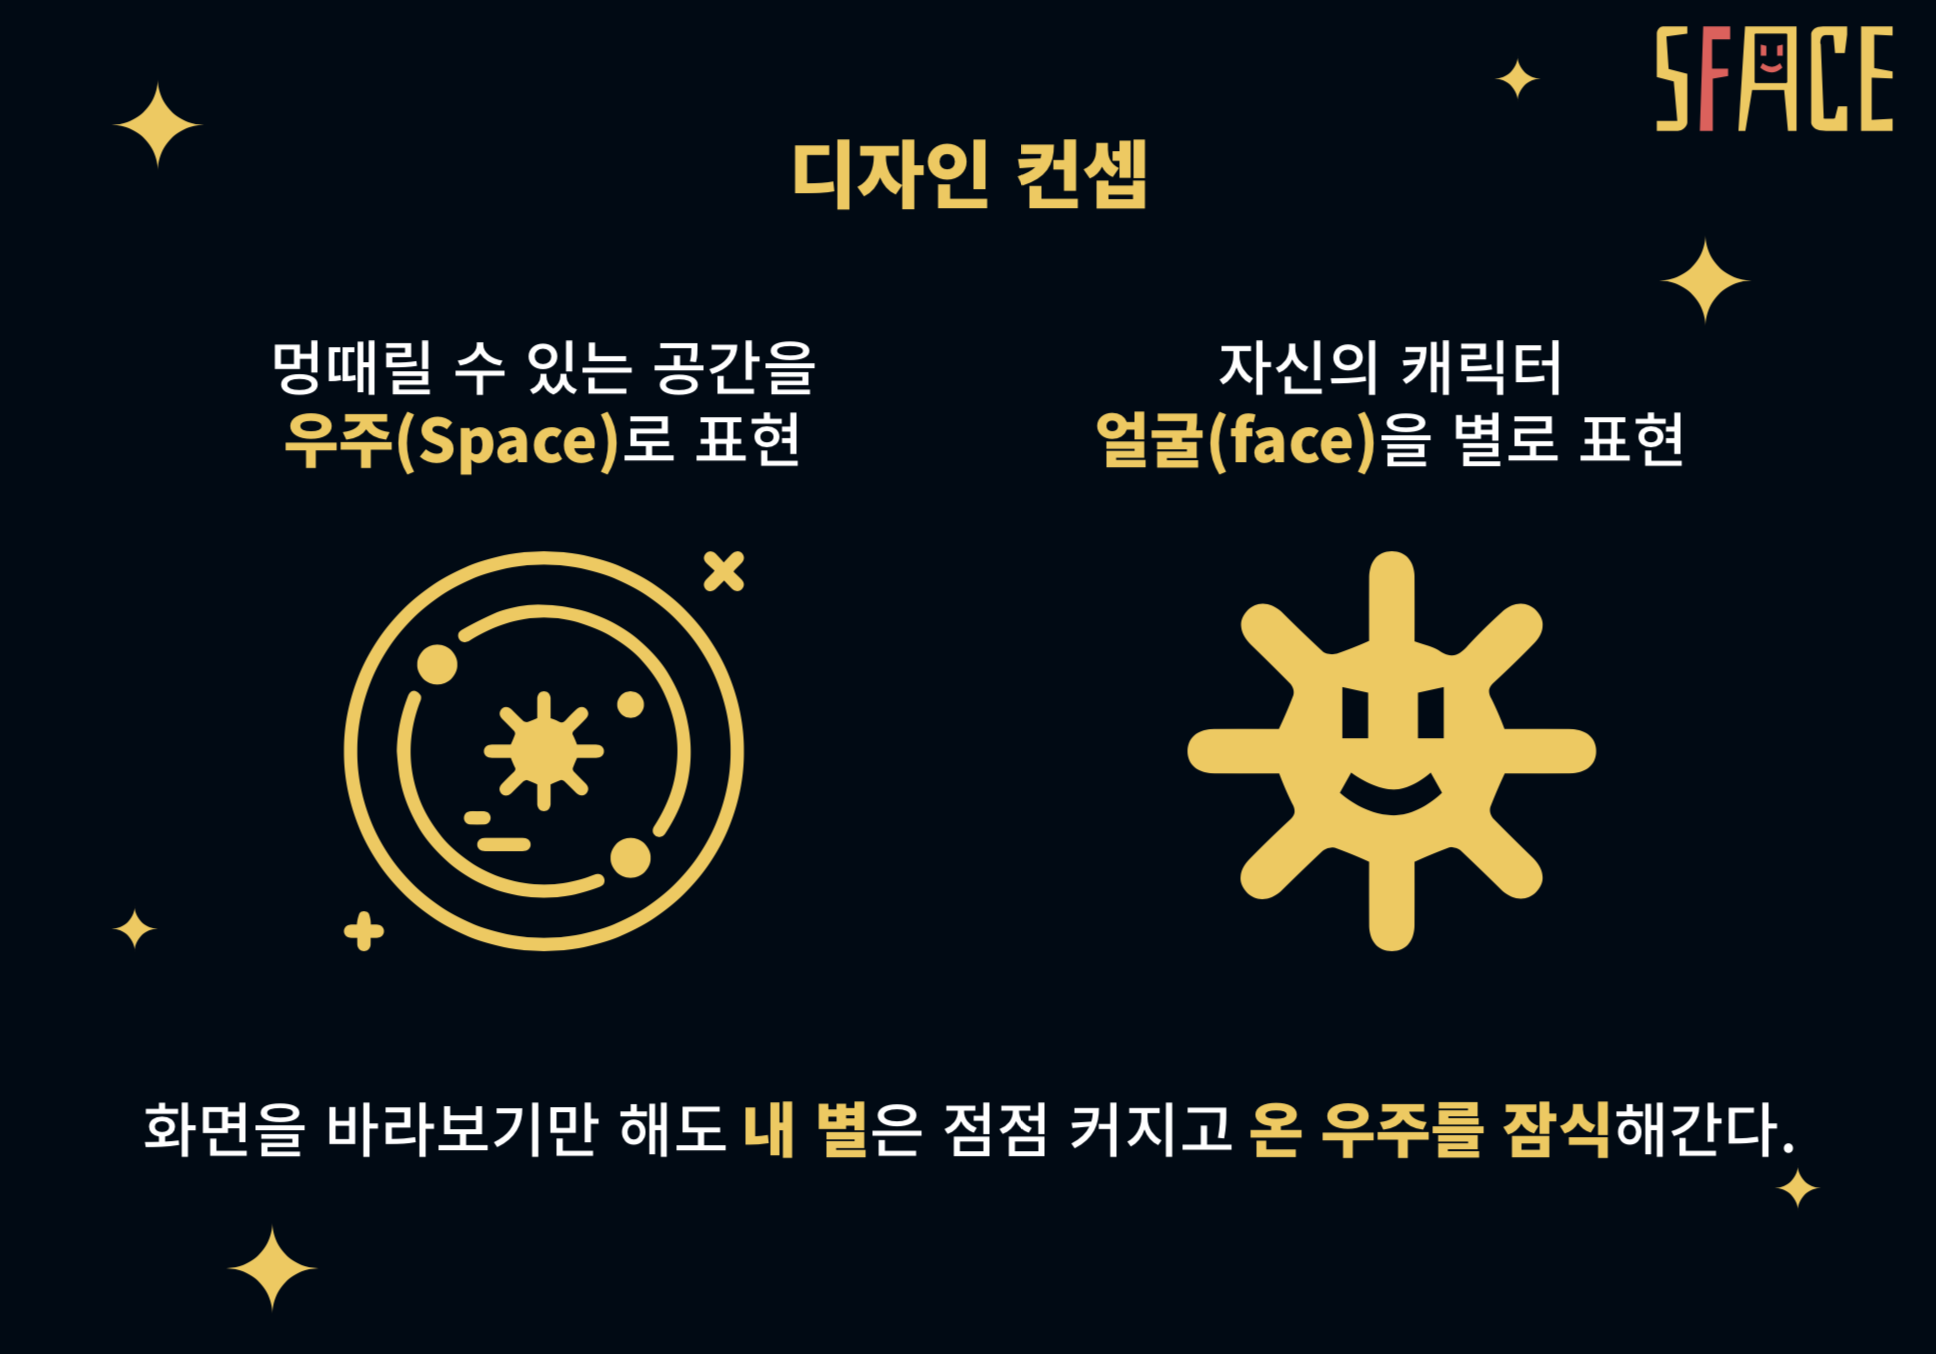 SFACE
디자인 컨셉
멍때릴 수 있는 공간을
우주(Space)로 표현
자신의 캐릭터
얼굴(face)을 별로 표현
화면을 바라보기만 해도 내 별은 점점 커지고 온 우주를 잠식해간다.